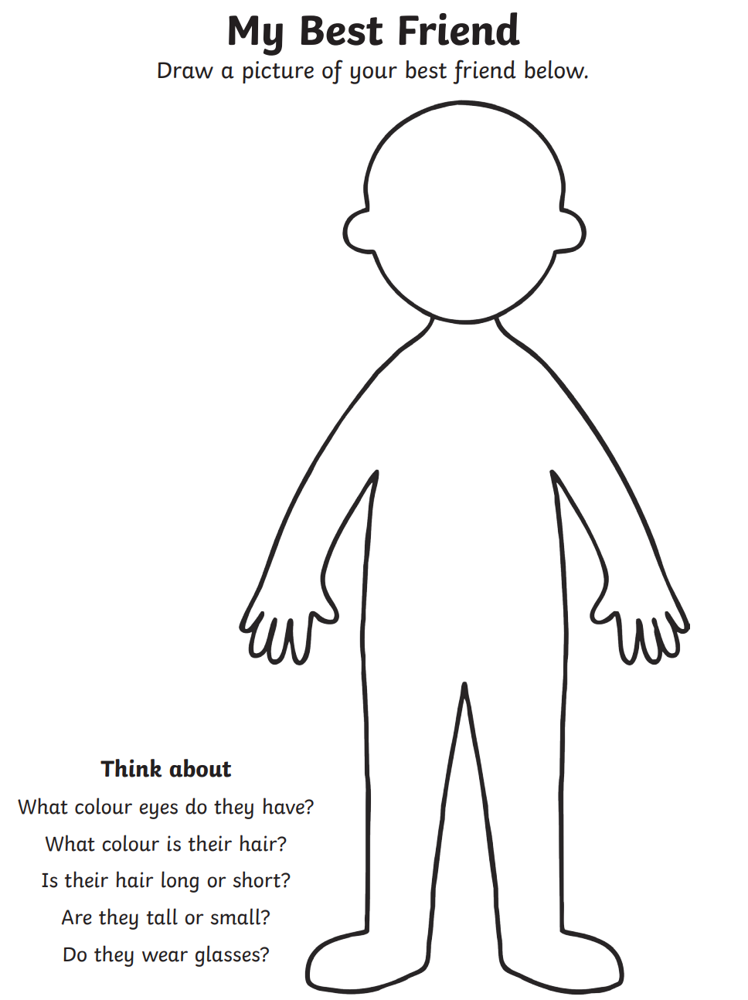 My Best Friend
Draw a picture of your best friend below.
Think about
What colour eyes do they have?
What colour is their hair?
Is their hair long or short?
Are they tall or small?
Do they wear glasses?